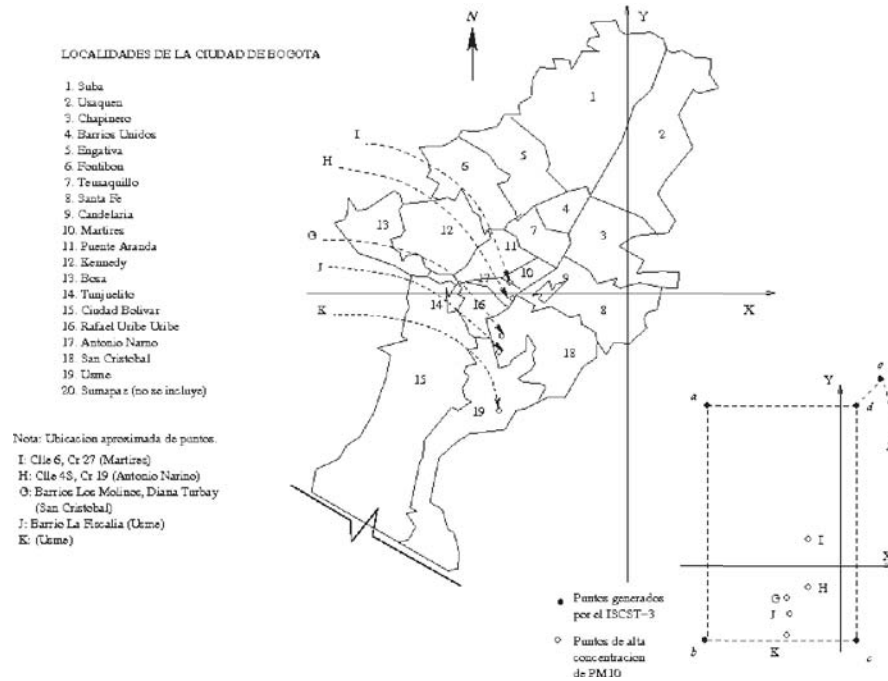 N
Y
LOCALIDADES DE LA CIUDAD DE BOGOTA
1. Suba
2. Usaquen
3. Chapinero
4. Barrios Unidos
5. Engativa
6. Fontibon
7. Teusaquillo
8. Santa Fe
9. Candelaria
10. Martires
11. Puente Aranda
12. Kennedy
13. Bosa
14. Tunjuelito
15. Ciudad Bolivar
16. Rafael Uribe Uribe
17. Antonio Narno
18. San Cristobal
19. Usme
20. Sumapaz (no se incluye)
Nota: Ubicacion aproximada de puntos.
I: Clle 6, Cr 27 (Martires)
H: Clle 4S, Cr 19 (Antonio Narino)
G: Barrios Los Molinos, Diana Turbay
(San Cristobal)
J: Barrio La Fiscalia (Usme)
K: (Usme)
I
H
G
J
K
1
2
5
6
4
7
3
13
12
11
10
17
9
14
16
8
18
15
19
X
Y
a
d
e
I
X
H
G
J
K
b
c
Puntos generados
por el ISCST-3
Puntos de alta
concentracion
de PM10